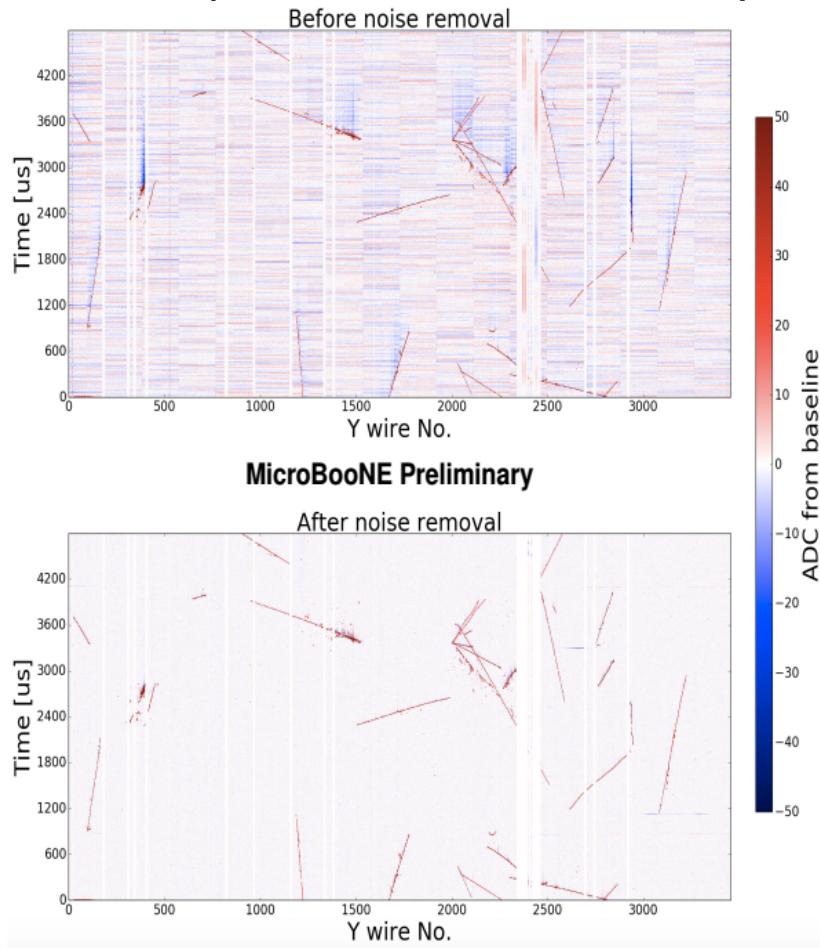 Before noise removal
Time [us]
4200
3600
3000
2400
1800
1200
600
0
0 500 1000 1500 2000 2500 3000
Y wire No.
MicroBooNE Preliminary
After noise removal
Time [us]
4200
3600
3000
2400
1800
1200
600
0
0 500 1000 1500 2000 2500 3000
Y wire No.
50
40
30
20
10
0
−10
−20
−30
−40
−50
ADC from baseline